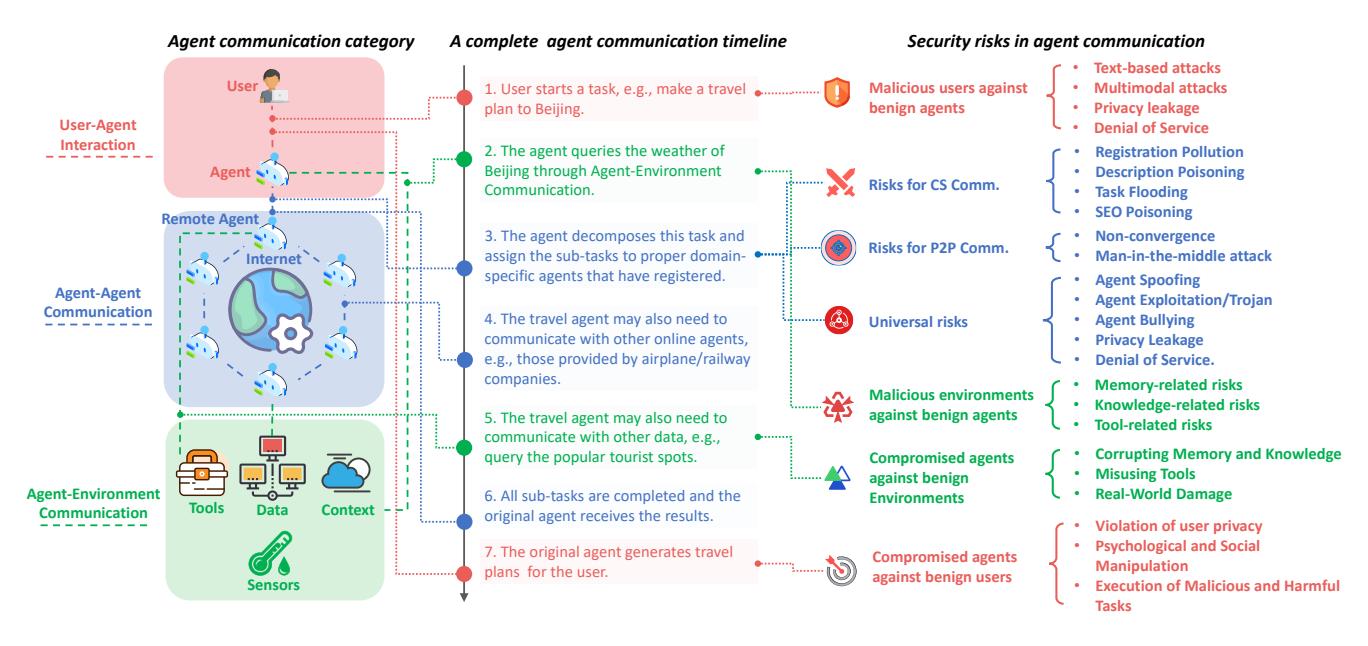 Agent communication category
A complete agent communication timeline
Security risks in agent communication
User-Agent
Interaction
Agent-Agent
Communication
Agent-Environment
Communication
User
Agent
Remote Agent
Internet
Tools
Data
Context
Sensors
1. User starts a task, e.g., make a travel
plan to Beijing.
2. The agent queries the weather of
Beijing through Agent-Environment
Communication.
3. The agent decomposes this task and
assign the sub-tasks to proper domain-
specific agents that have registered.
4. The travel agent may also need to
communicate with other online agents,
e.g., those provided by airplane/railway
companies.
5. The travel agent may also need to
communicate with other data, e.g.,
query the popular tourist spots.
6. All sub-tasks are completed and the
original agent receives the results.
7. The original agent generates travel
plans for the user.
Malicious users against
benign agents
• Text-based attacks
• Multimodal attacks
• Privacy leakage
• Denial of Service
Risks for CS Comm.
• Registration Pollution
• Description Poisoning
• Task Flooding
• SEO Poisoning
Risks for P2P Comm.
• Non-convergence
• Man-in-the-middle attack
Universal risks
• Agent Spoofing
• Agent Exploitation/Trojan
• Agent Bullying
• Privacy Leakage
• Denial of Service.
Malicious environments
against benign agents
• Memory-related risks
• Knowledge-related risks
• Tool-related risks
Compromised agents
against benign
Environments
• Corrupting Memory and Knowledge
• Misusing Tools
• Real-World Damage
Compromised agents
against benign users
• Violation of user privacy
• Psychological and Social
Manipulation
• Execution of Malicious and Harmful
Tasks